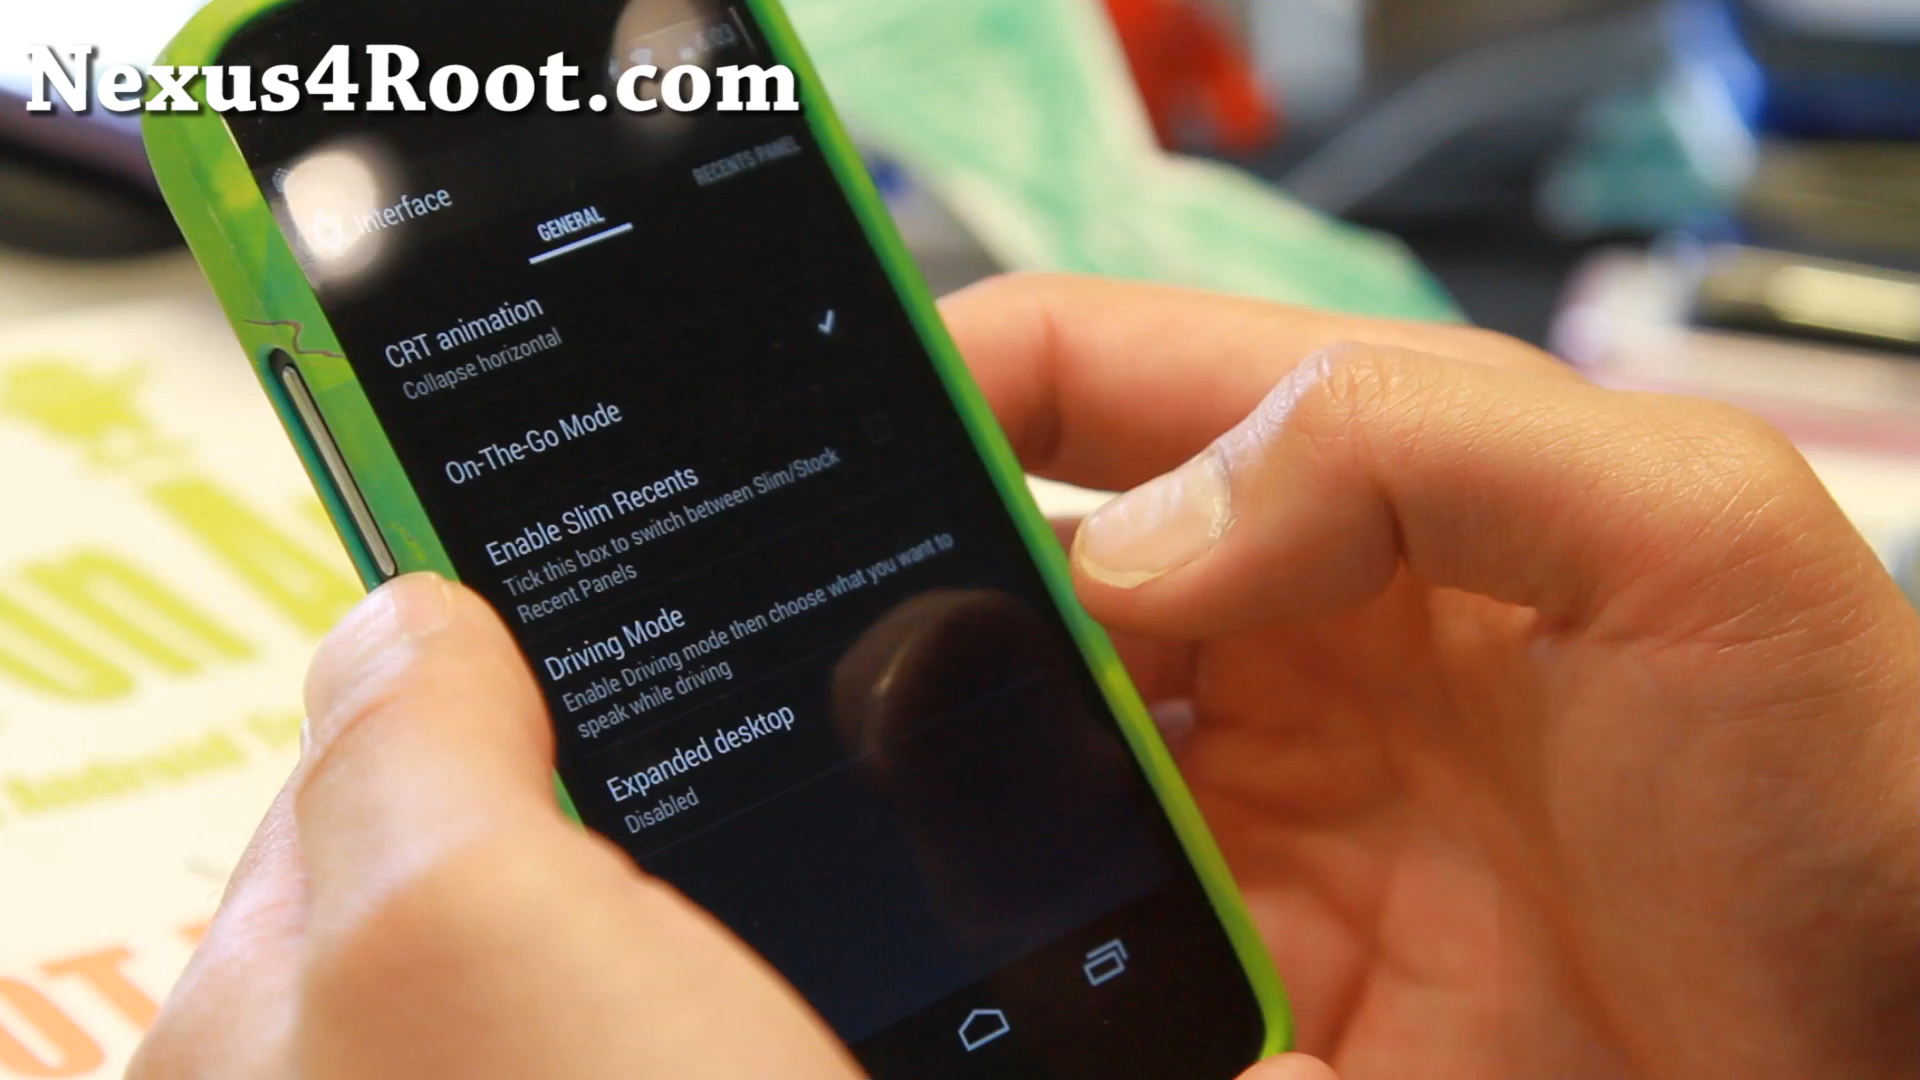 Nexus4Root.com
Interface
GENERAL
RECENTS PANEL
CRT animation
Collapse horizontal
On-The-Go Mode
Enable Slim Recents
Tick this box to switch between Slim/Stock
Recent Panels
Driving Mode
Enable Driving mode then choose what you want to
speak while driving
Expanded desktop
Disabled